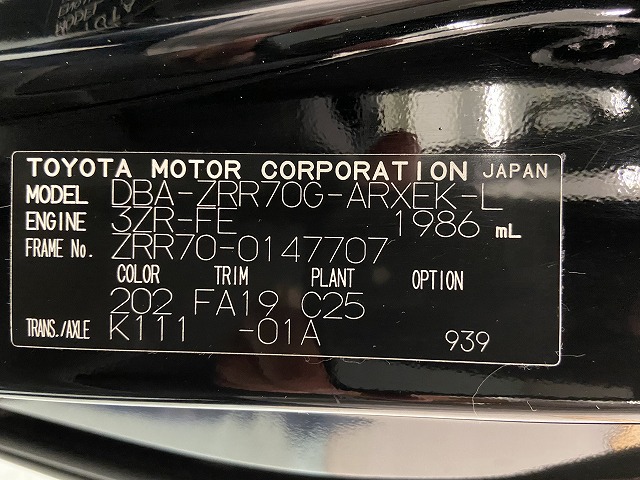 TOYOTA MOTOR CORPORATION JAPAN
MODEL DBA-ZRR70G-ARXEK-L
ENGINE 3ZR-FE 1986 mL
FRAME No. ZRR70-0147707
COLOR TRIM PLANT OPTION
202 FA19 C25
TRANS./AXLE K111 -01A 939